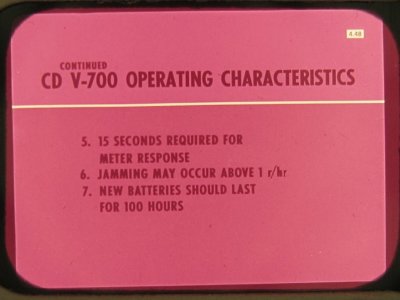 4.48
CONTINUED
CD V-700 OPERATING CHARACTERISTICS
5. 15 SECONDS REQUIRED FOR
METER RESPONSE
6. JAMMING MAY OCCUR ABOVE 1 r/hr
7. NEW BATTERIES SHOULD LAST
FOR 100 HOURS